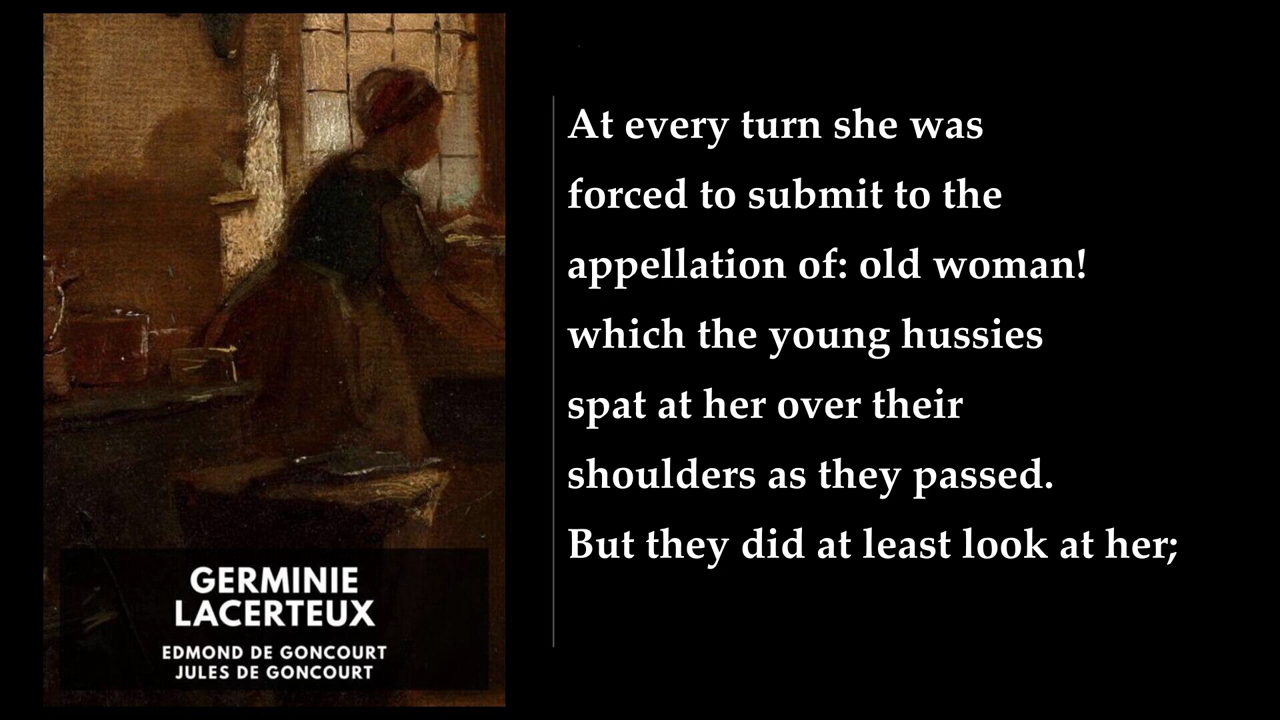 At every turn she was
forced to submit to the
appellation of: old woman!
which the young hussies
spat at her over their
shoulders as they passed.
But they did at least look at her;
GERMINIE
LACERTEUX
EDMOND DE GONCOURT
JULES DE GONCOURT